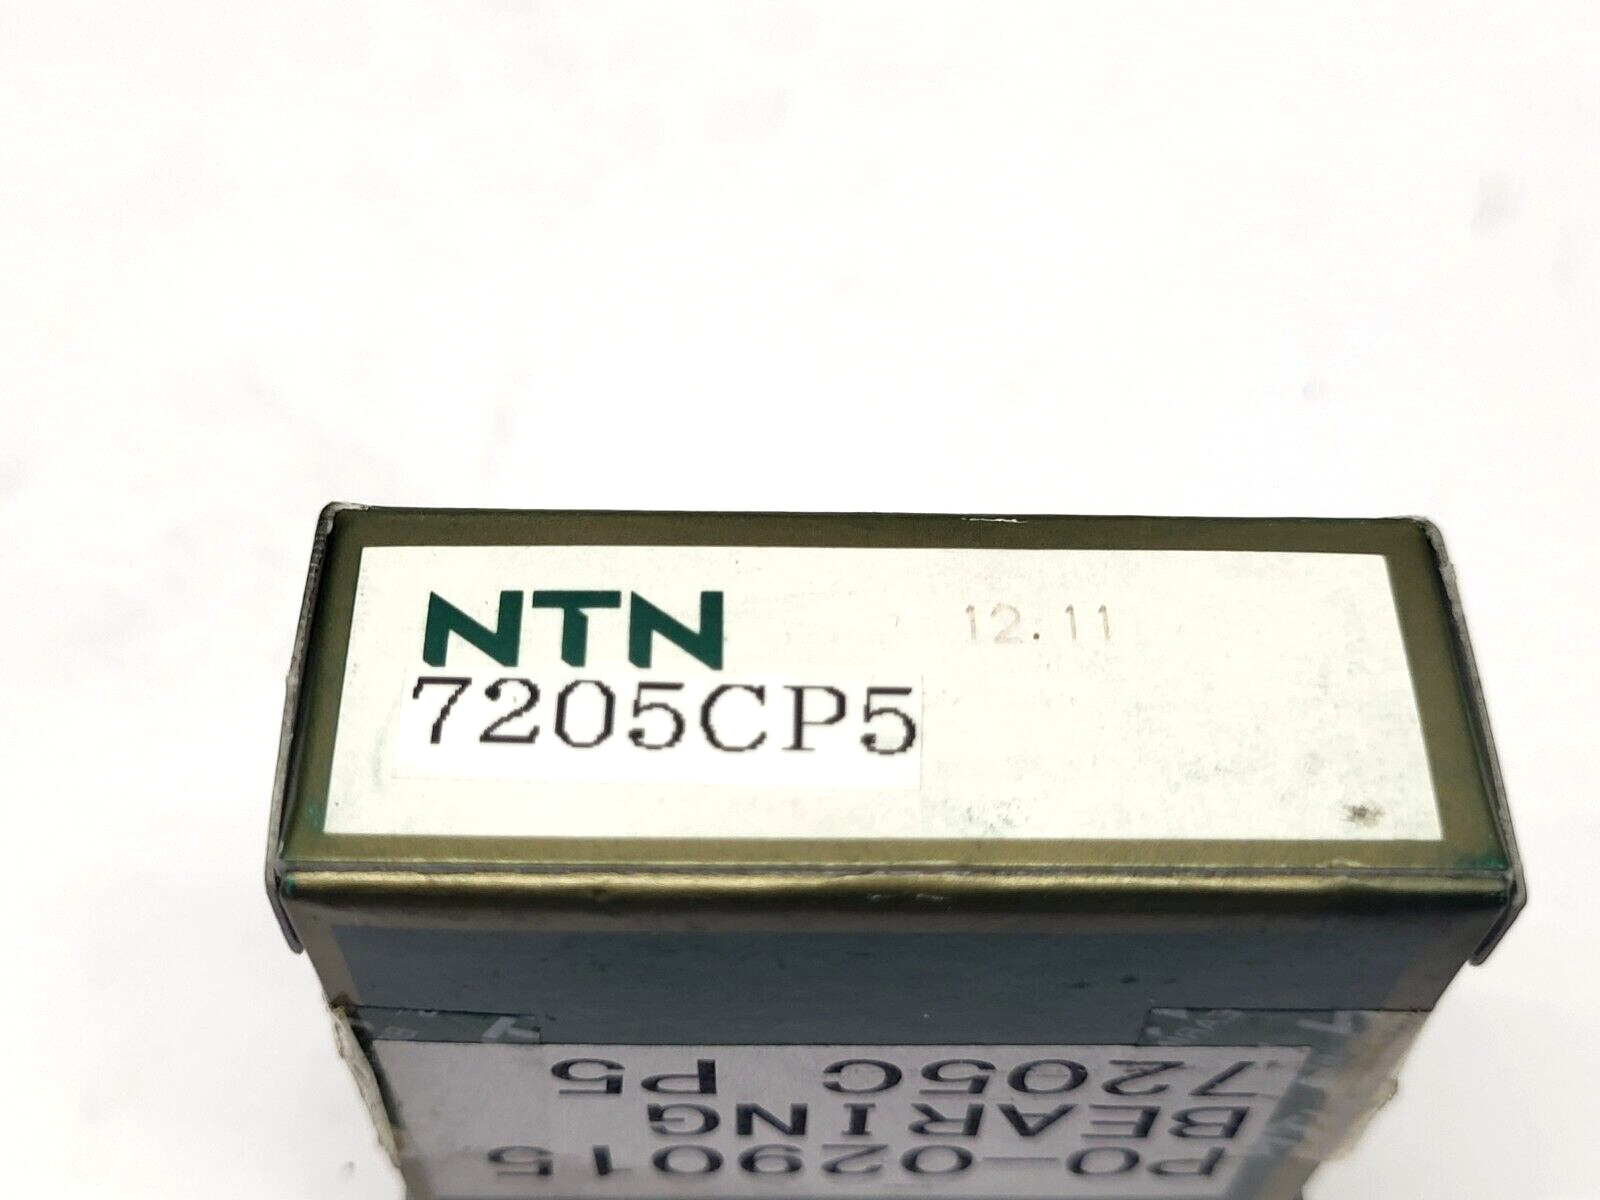 NTN
12.11
7205CP5
PO-029015
BEARING
7205C P5